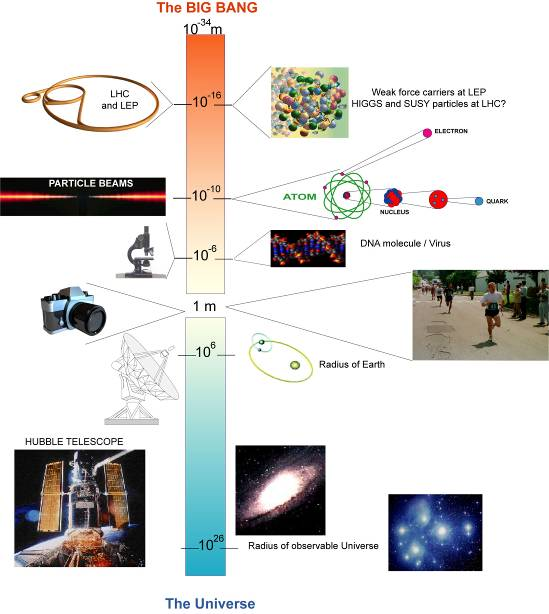 The BIG BANG
10-34m
LHC
and LEP
10-16
Weak force carriers at LEP
HIGGS and SUSY particles at LHC?
ELECTRON
PARTICLE BEAMS
10-10
ATOM
NUCLEUS
QUARK
10-6
DNA molecule / Virus
1 m
106
Radius of Earth
HUBBLE TELESCOPE
1026
Radius of observable Universe
The Universe